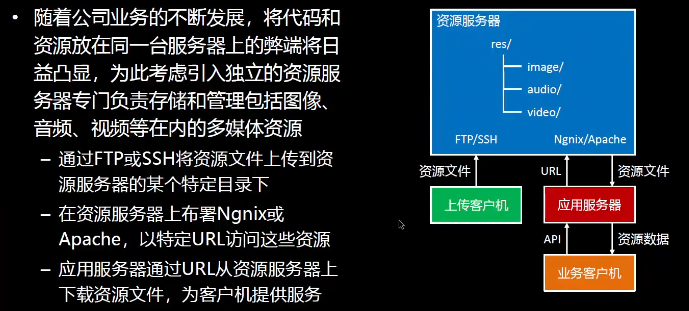 • 随着公司业务的不断发展，将代码和
资源放在同一台服务器上的弊端将日
益凸显，为此考虑引入独立的资源服
务器专门负责存储和管理包括图像、
音频、视频等在内的多媒体资源
– 通过FTP或SSH将资源文件上传到资
源服务器的某个特定目录下
– 在资源服务器上布署Ngnix或
Apache，以特定URL访问这些资源
– 应用服务器通过URL从资源服务器上
下载资源文件，为客户机提供服务
资源服务器
res/
image/
audio/
video/
FTP/SSH
Ngnix/Apache
资源文件
URL
资源文件
上传客户机
应用服务器
API
资源数据
业务客户机